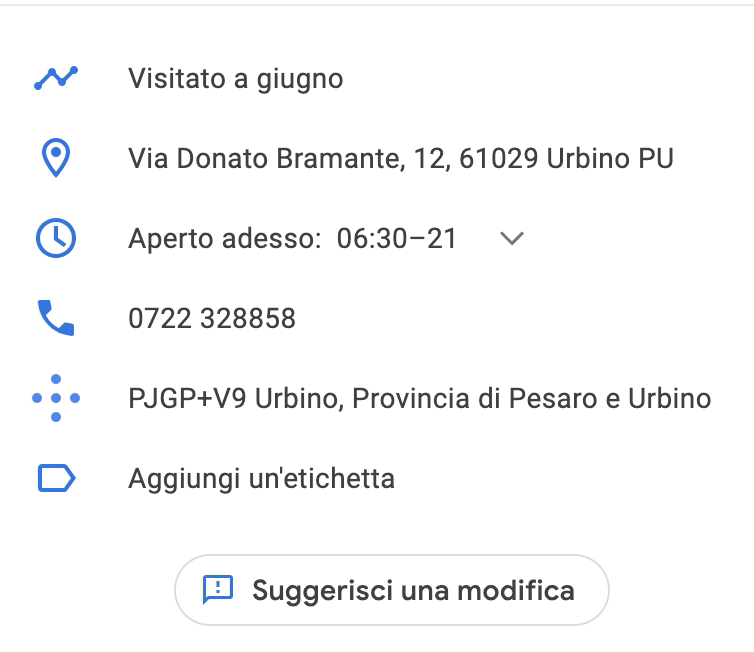 Visitato a giugno
Via Donato Bramante, 12, 61029 Urbino PU
Aperto adesso: 06:30–21
0722 328858
PJGP+V9 Urbino, Provincia di Pesaro e Urbino
Aggiungi un'etichetta
Suggerisci una modifica